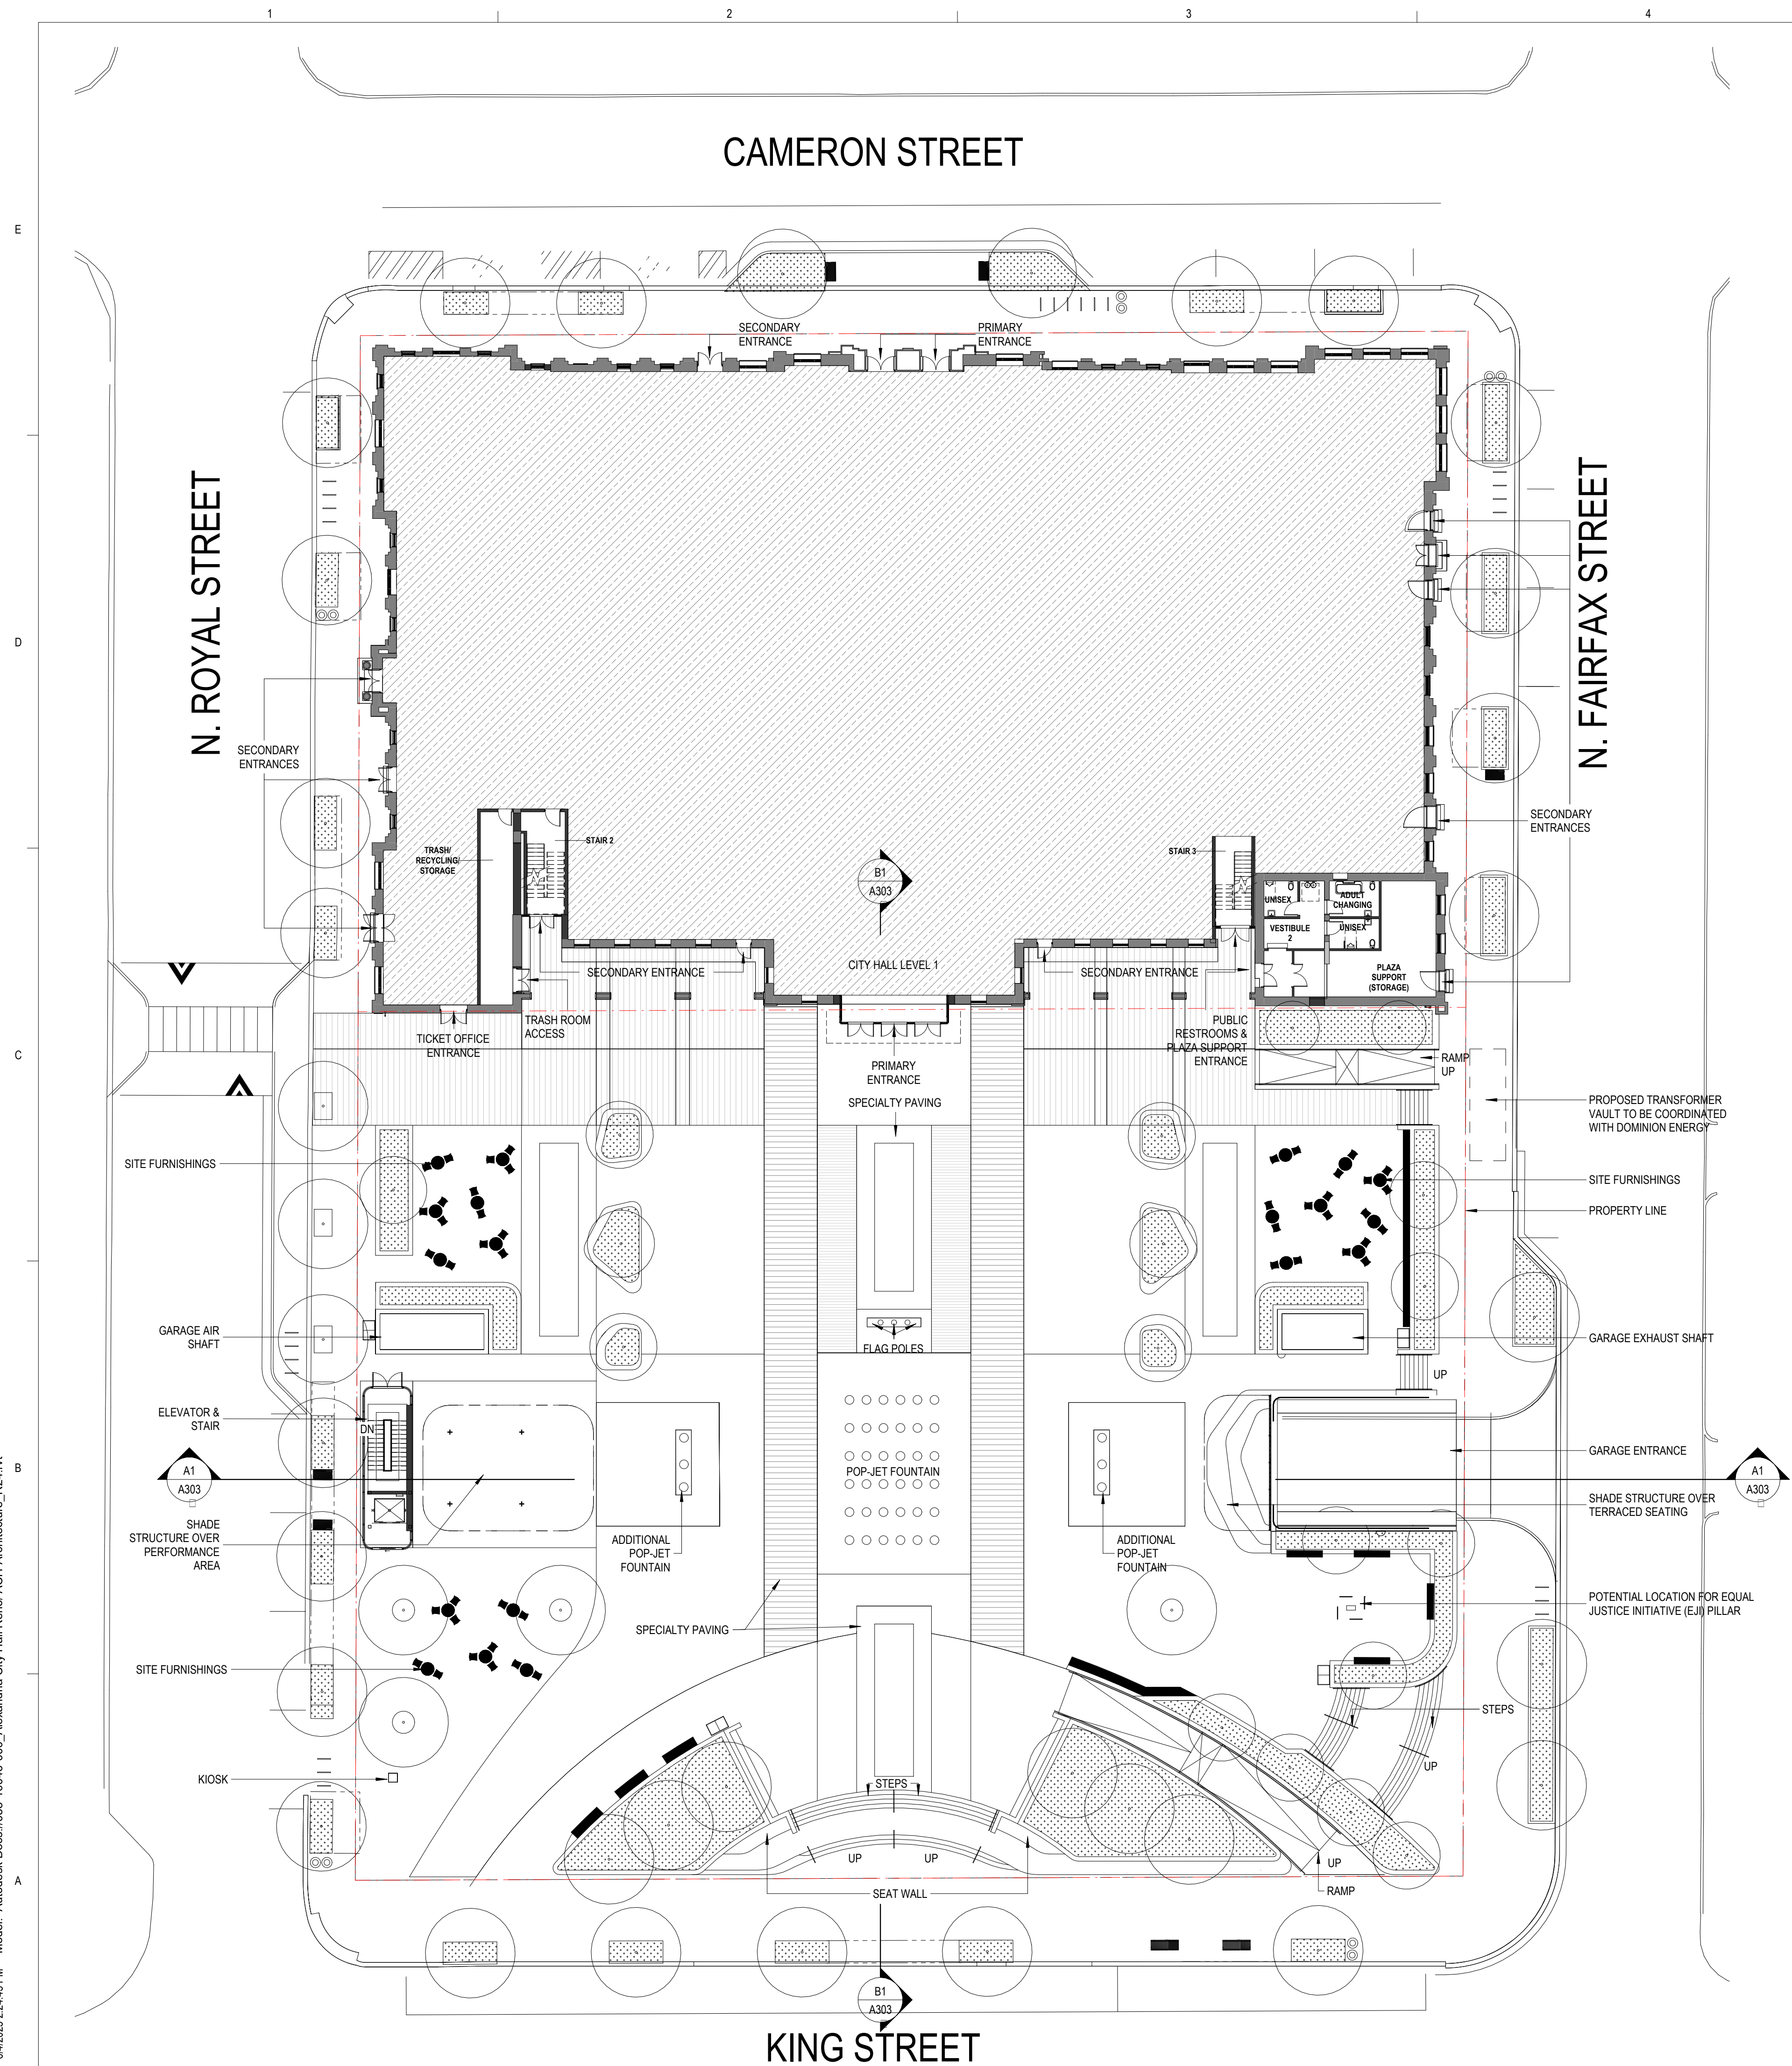 1
2
3
4
CAMERON STREET
E
SECONDARY
ENTRANCE
PRIMARY
ENTRANCE
N. ROYAL STREET
N. FAIRFAX STREET
D
SECONDARY
ENTRANCES
SECONDARY
ENTRANCES
TRASH/
RECYCLING/
STORAGE
STAIR 2
B1
A303
STAIR 3
UNISEX
ADULT
CHANGING
VESTIBULE
2
UNISEX
PLAZA
SUPPORT
(STORAGE)
CITY HALL LEVEL 1
SECONDARY ENTRANCE
SECONDARY ENTRANCE
C
TICKET OFFICE
ENTRANCE
TRASH ROOM
ACCESS
PRIMARY
ENTRANCE
PUBLIC
RESTROOMS &
PLAZA SUPPORT
ENTRANCE
RAMP
UP
SPECIALTY PAVING
PROPOSED TRANSFORMER
VAULT TO BE COORDINATED
WITH DOMINION ENERGY
SITE FURNISHINGS
SITE FURNISHINGS
PROPERTY LINE
GARAGE AIR
SHAFT
FLAG POLES
GARAGE EXHAUST SHAFT
UP
ELEVATOR &
STAIR
DN
B
A1
A303
POP-JET FOUNTAIN
GARAGE ENTRANCE
A1
A303
SHADE
STRUCTURE OVER
PERFORMANCE
AREA
ADDITIONAL
POP-JET
FOUNTAIN
ADDITIONAL
POP-JET
FOUNTAIN
SHADE STRUCTURE OVER
TERRACED SEATING
POTENTIAL LOCATION FOR EQUAL
JUSTICE INITIATIVE (EJI) PILLAR
SPECIALTY PAVING
SITE FURNISHINGS
STEPS
UP
KIOSK
STEPS
UP
UP
UP
A
SEAT WALL
RAMP
B1
A303
KING STREET